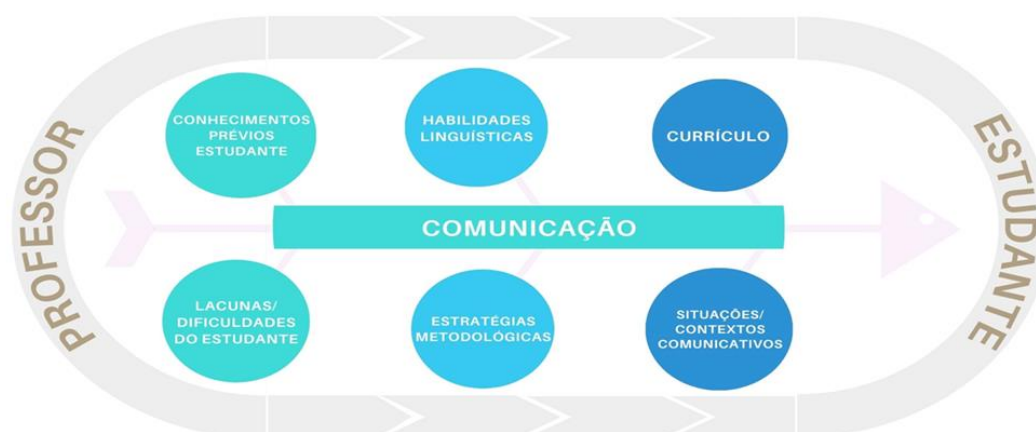 PROFESSOR
CONHECIMENTOS
PRÉVIOS
ESTUDANTE
HABILIDADES
LINGUÍSTICAS
CURRÍCULO
COMUNICAÇÃO
LACUNAS/
DIFICULDADES
DO ESTUDANTE
ESTRATÉGIAS
METODOLÓGICAS
SITUAÇÕES/
CONTEXTOS
COMUNICATIVOS
ESTUDANTE